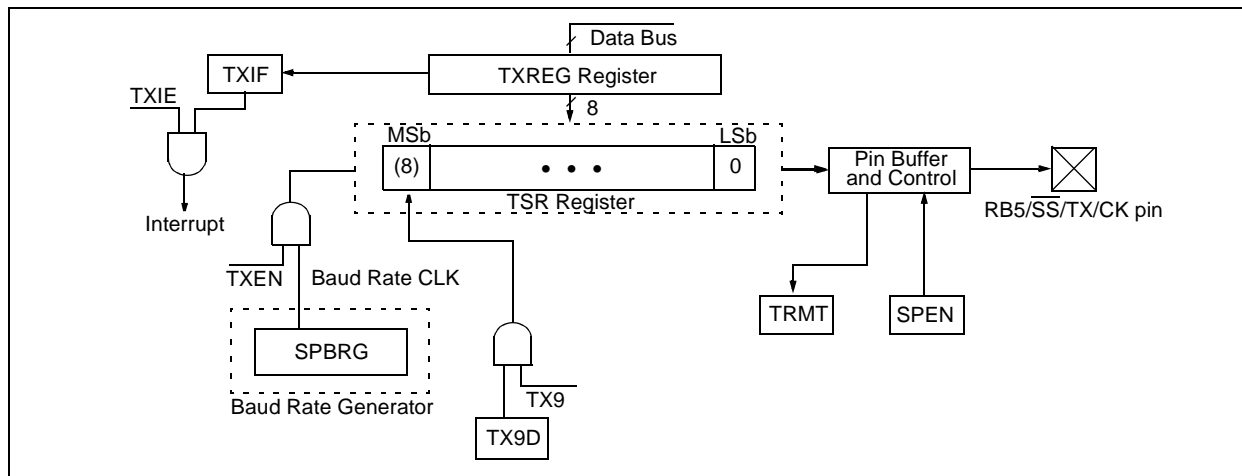 Data Bus
TXIF
TXREG Register
TXIE
8
MSb
LSb
(8)
• • •
0
Pin Buffer
and Control
TSR Register
Interrupt
RB5/SS/TX/CK pin
TXEN
Baud Rate CLK
TRMT
SPEN
SPBRG
TX9
Baud Rate Generator
TX9D